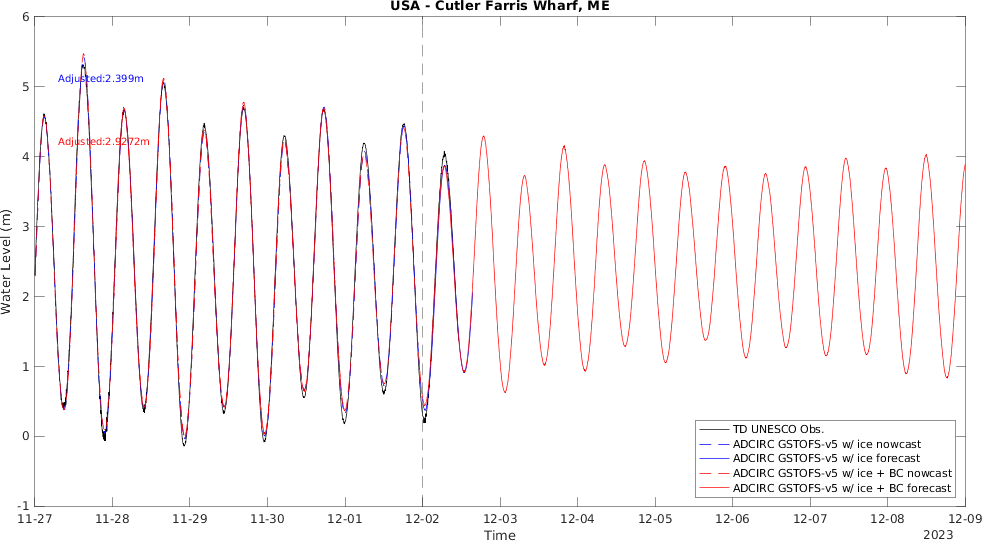 USA - Cutler Farris Wharf, ME
6
5
4
3
2
1
0
-1
Water Level (m)
Adjusted:2.399m
Adjusted:2.9272m
TD UNESCO Obs.
ADCIRC GSTOFS-v5 w/ ice nowcast
ADCIRC GSTOFS-v5 w/ ice forecast
ADCIRC GSTOFS-v5 w/ ice + BC nowcast
ADCIRC GSTOFS-v5 w/ ice + BC forecast
11-27 11-28 11-29 11-30 12-01 12-02 12-03 12-04 12-05 12-06 12-07 12-08 12-09
Time
2023